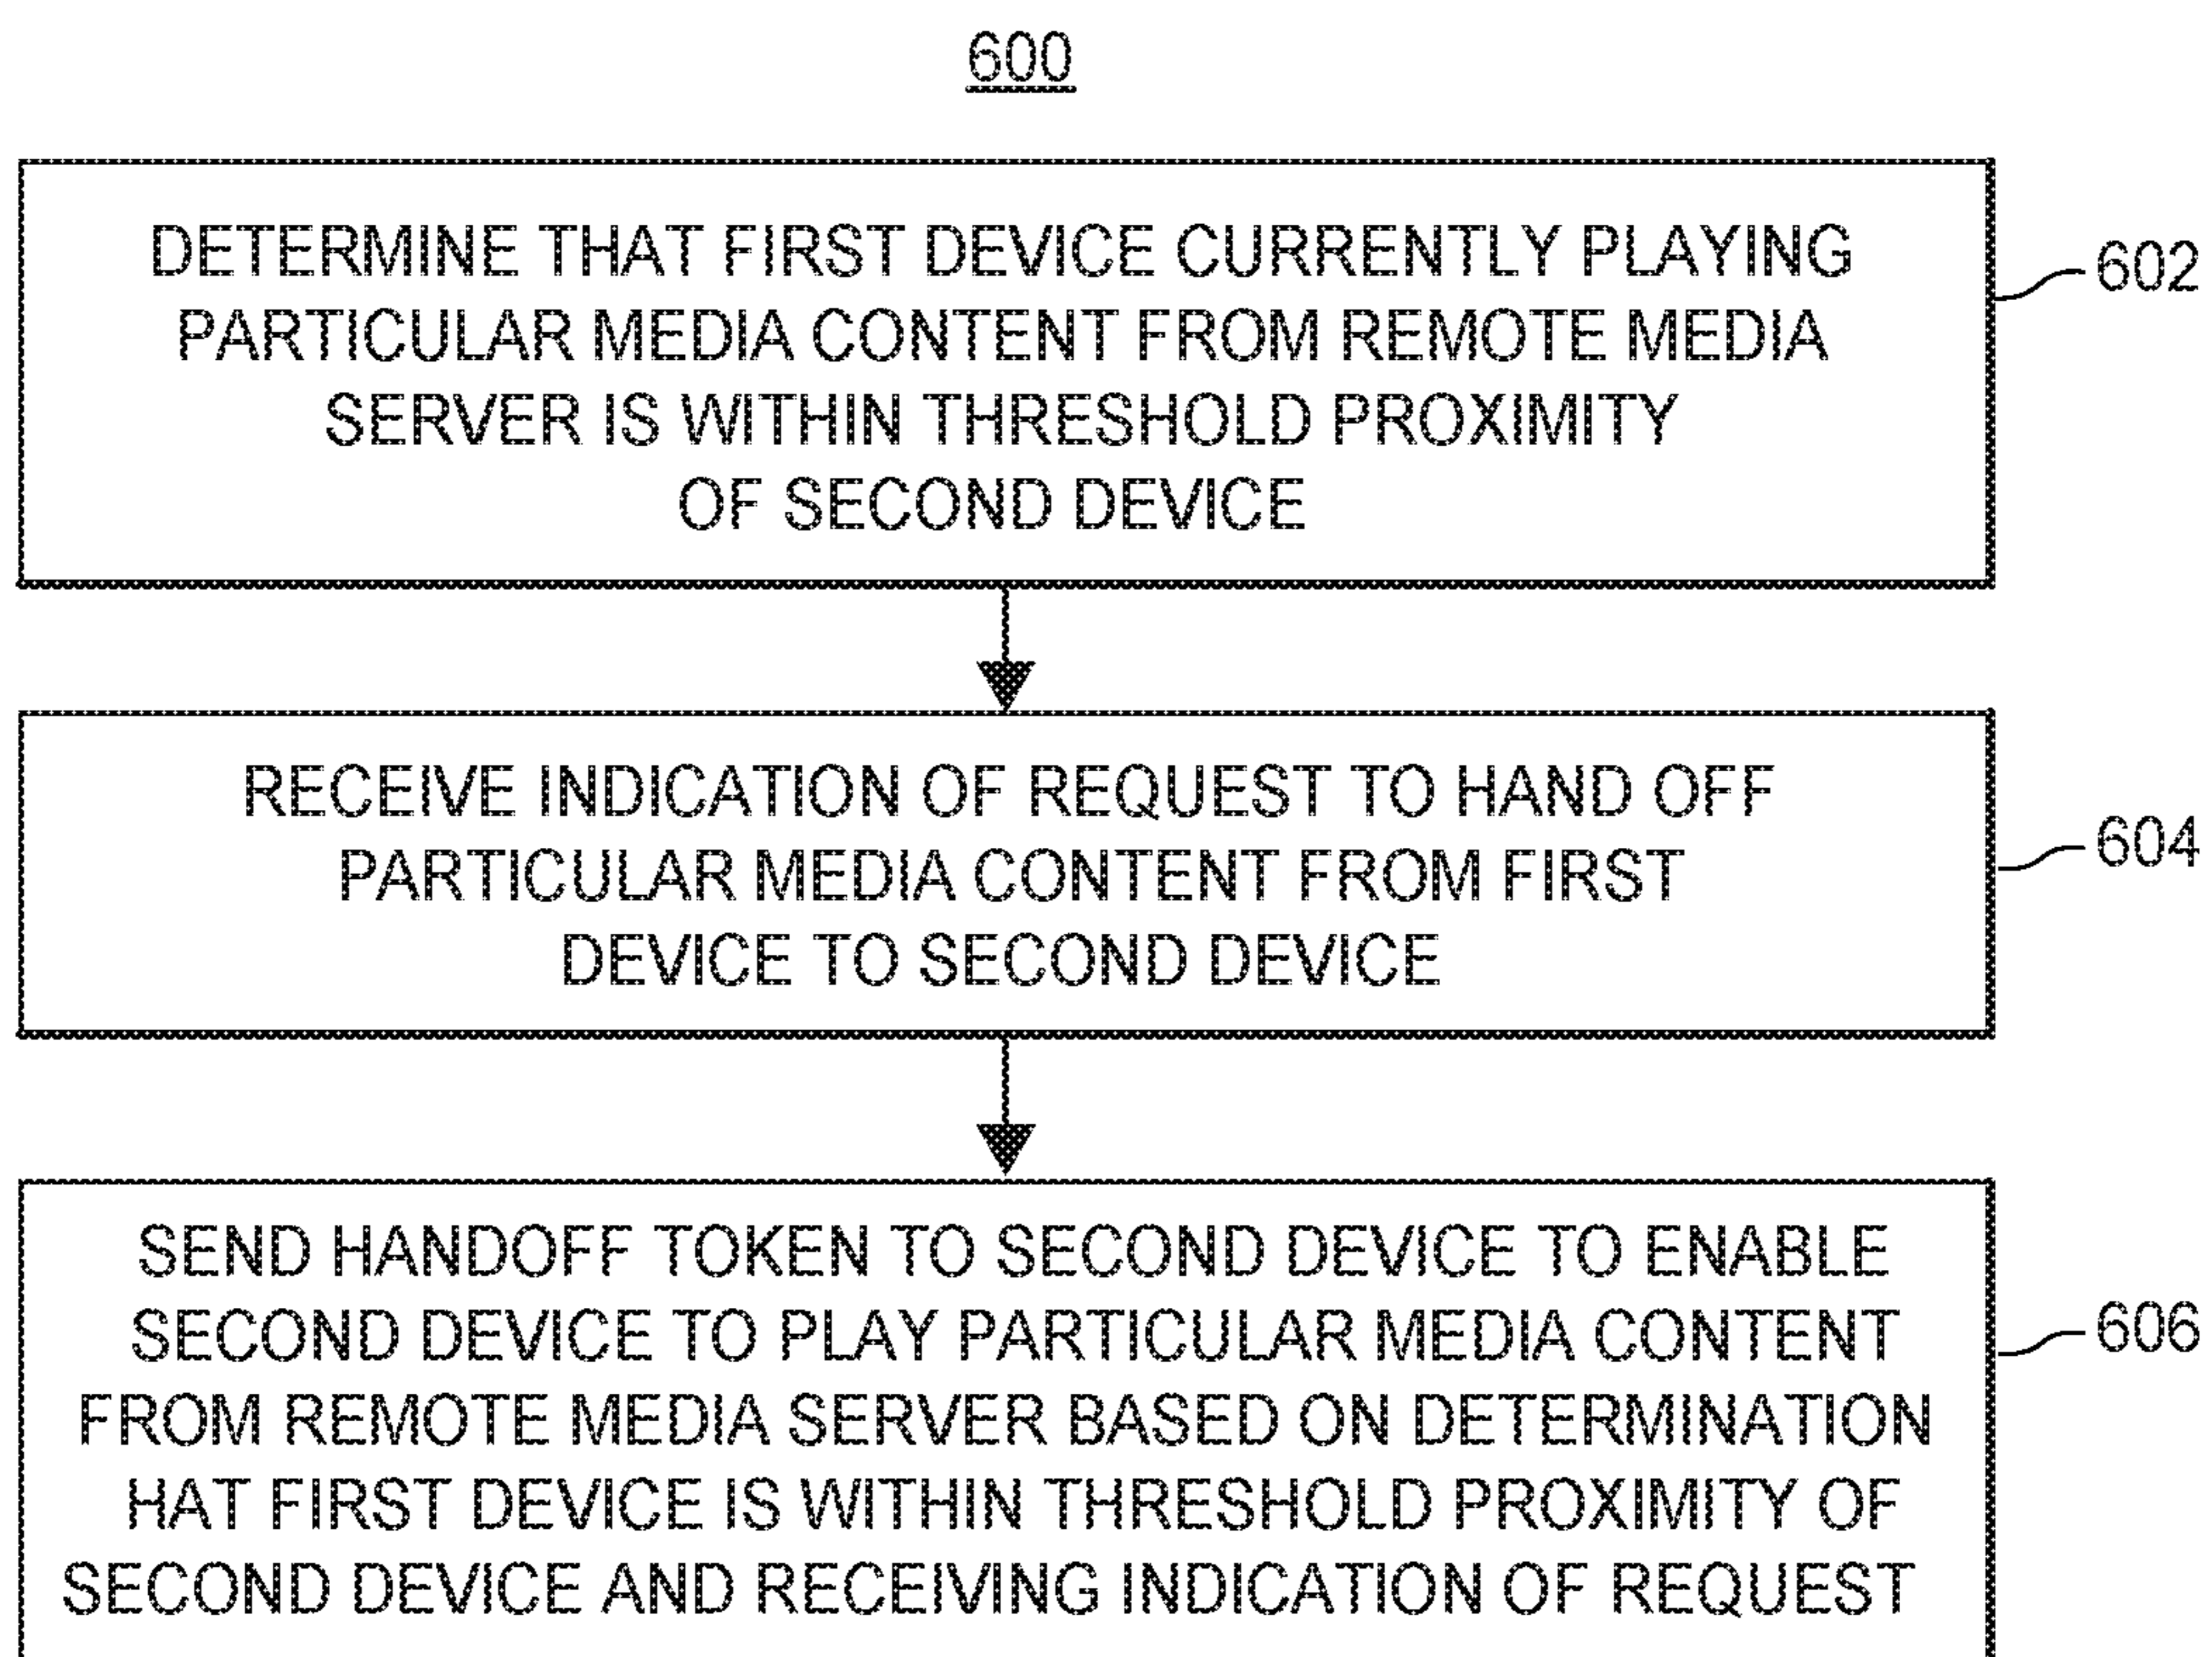 600
DETERMINE THAT FIRST DEVICE CURRENTLY PLAYING
PARTICULAR MEDIA CONTENT FROM REMOTE MEDIA
SERVER IS WITHIN THRESHOLD PROXIMITY
OF SECOND DEVICE
602
RECEIVE INDICATION OF REQUEST TO HAND OFF
PARTICULAR MEDIA CONTENT FROM FIRST
DEVICE TO SECOND DEVICE
604
SEND HANDOFF TOKEN TO SECOND DEVICE TO ENABLE
SECOND DEVICE TO PLAY PARTICULAR MEDIA CONTENT
FROM REMOTE MEDIA SERVER BASED ON DETERMINATION
HAT FIRST DEVICE IS WITHIN THRESHOLD PROXIMITY OF
SECOND DEVICE AND RECEIVING INDICATION OF REQUEST
606